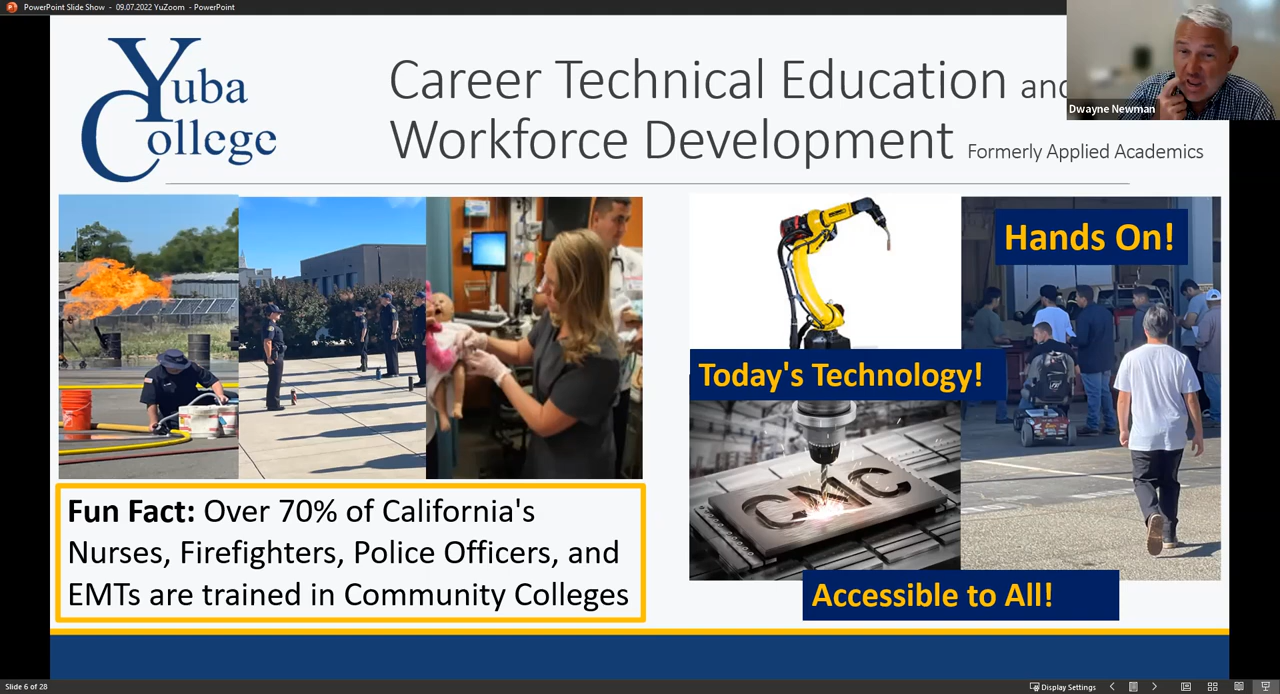 PowerPoint Slide Show - 09.07.2022 YuZoom - PowerPoint
Yuba
College
Career Technical Education and
Workforce Development Formerly Applied Academics
Dwayne Newman
Hands On!
Today's Technology!
CNC
Fun Fact: Over 70% of California's
Nurses, Firefighters, Police Officers, and
EMTs are trained in Community Colleges
Accessible to All!
Slide 6 of 28
Display Settings